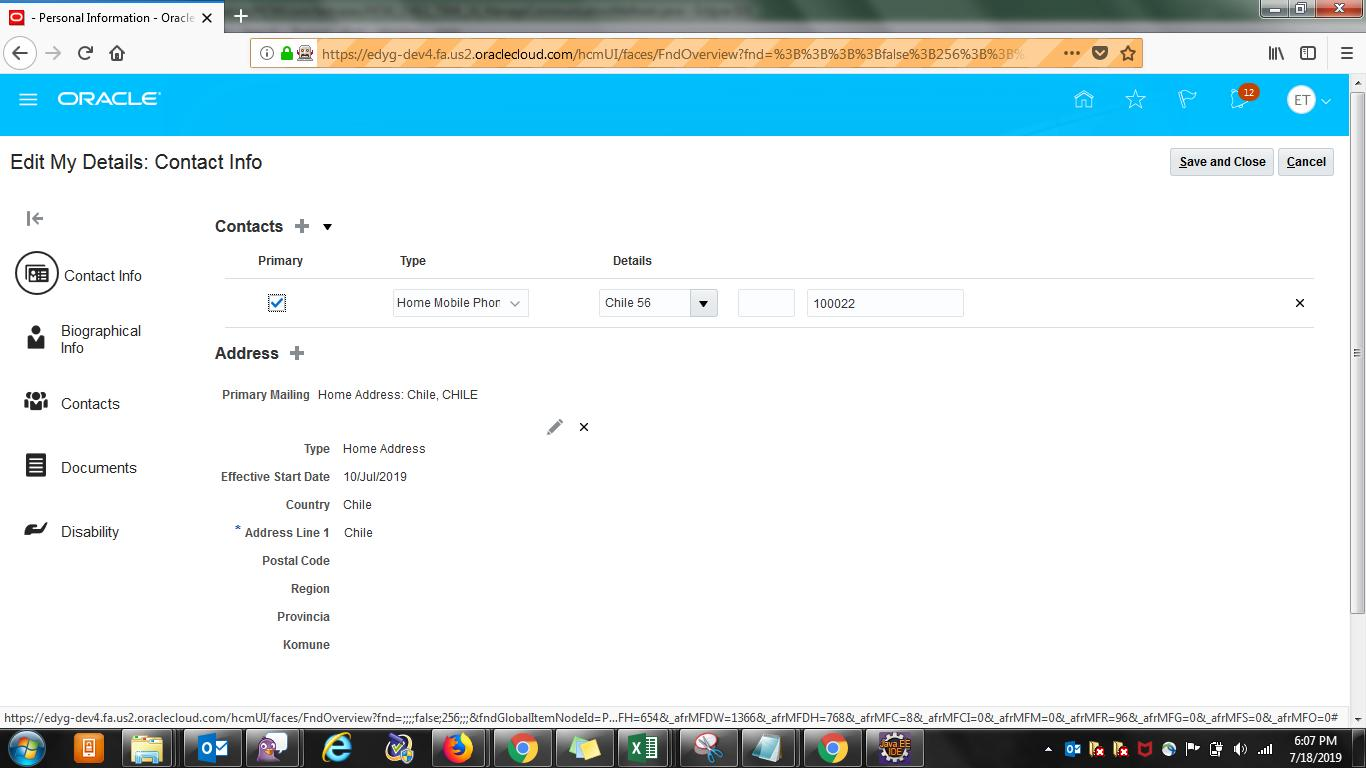 - Personal Information - Oracle
https://edyg-dev4.fa.us2.oraclecloud.com/hcmUI/faces/FndOverview?fnd=%3B%3B%3B%3Bfalse%3B256%3B%3B%
ORACLE
12
ET
Edit My Details: Contact Info
Save and Close
Cancel
Contacts
Primary Type Details
Contact Info
Home Mobile Phon
Chile 56
100022
Biographical
Info
Address
Primary Mailing Home Address: Chile, CHILE
Contacts
Type Home Address
Documents
Effective Start Date 10/Jul/2019
Country Chile
* Address Line 1 Chile
Disability
Postal Code
Region
Provincia
Komune
https://edyg-dev4.fa.us2.oraclecloud.com/hcmUI/faces/FndOverview?fnd=;;;;false;256;;;&fndGlobalItemNodeId=P...FH=654&_afrMFDW=1366&_afrMFDH=768&_afrMFC=8&_afrMFCI=0&_afrMFM=0&_afrMFR=96&_afrMFG=0&_afrMFS=0&_afrMFO=0#
Java EE
IDE
6:07 PM
7/18/2019